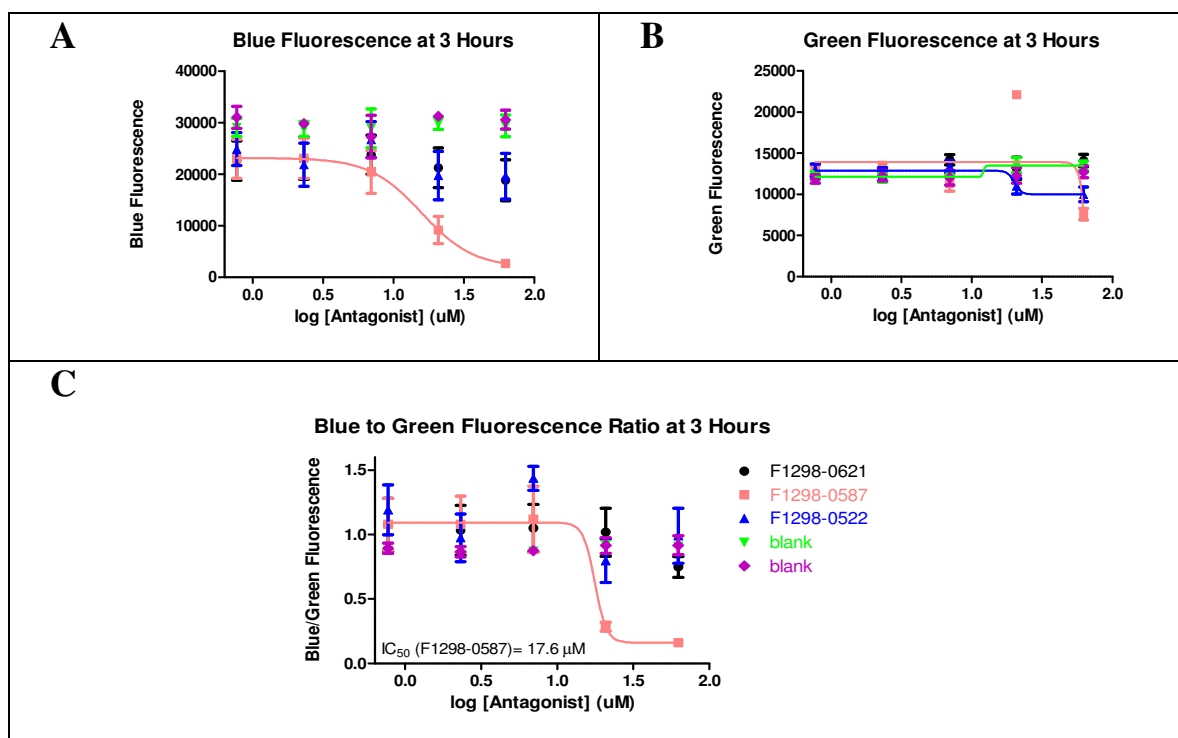 A
Blue Fluorescence at 3 Hours
40000
30000
20000
10000
0
Blue Fluorescence
0.0 0.5 1.0 1.5 2.0
log [Antagonist] (uM)
B
Green Fluorescence at 3 Hours
25000
20000
15000
10000
5000
0
Green Fluorescence
0.0 0.5 1.0 1.5 2.0
log [Antagonist] (uM)
C
Blue to Green Fluorescence Ratio at 3 Hours
1.5
1.0
0.5
0.0
Blue/Green Fluorescence
IC50 (F1298-0587)= 17.6 µM
0.0 0.5 1.0 1.5 2.0
log [Antagonist] (uM)
F1298-0621
F1298-0587
F1298-0522
blank
blank